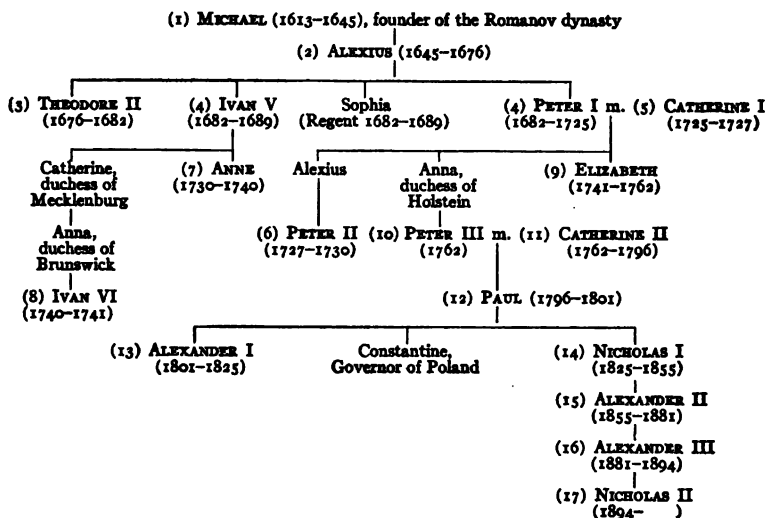 (1) MICHAEL (1613–1645), founder of the Romanov dynasty
(2) ALEXIUS (1645–1676)
(3) THEODORE II (4) IVAN V Sophia (4) PETER I m. (5) CATHERINE I
(1676–1682) (1682–1689) (Regent 1682–1689) (1682–1725) (1725–1727)
Catherine, (7) ANNE Alexius Anna, (9) ELIZABETH
duchess of (1730–1740) duchess of (1741–1762)
Mecklenburg Holstein
Anna, (6) PETER II (10) PETER III m. (11) CATHERINE II
duchess of (1727–1730) (1762) (1762–1796)
Brunswick
(8) IVAN VI (12) PAUL (1796–1801)
(1740–1741)
(13) ALEXANDER I Constantine, (14) NICHOLAS I
(1801–1825) Governor of Poland (1825–1855)
(15) ALEXANDER II
(1855–1881)
(16) ALEXANDER III
(1881–1894)
(17) NICHOLAS II
(1894– )